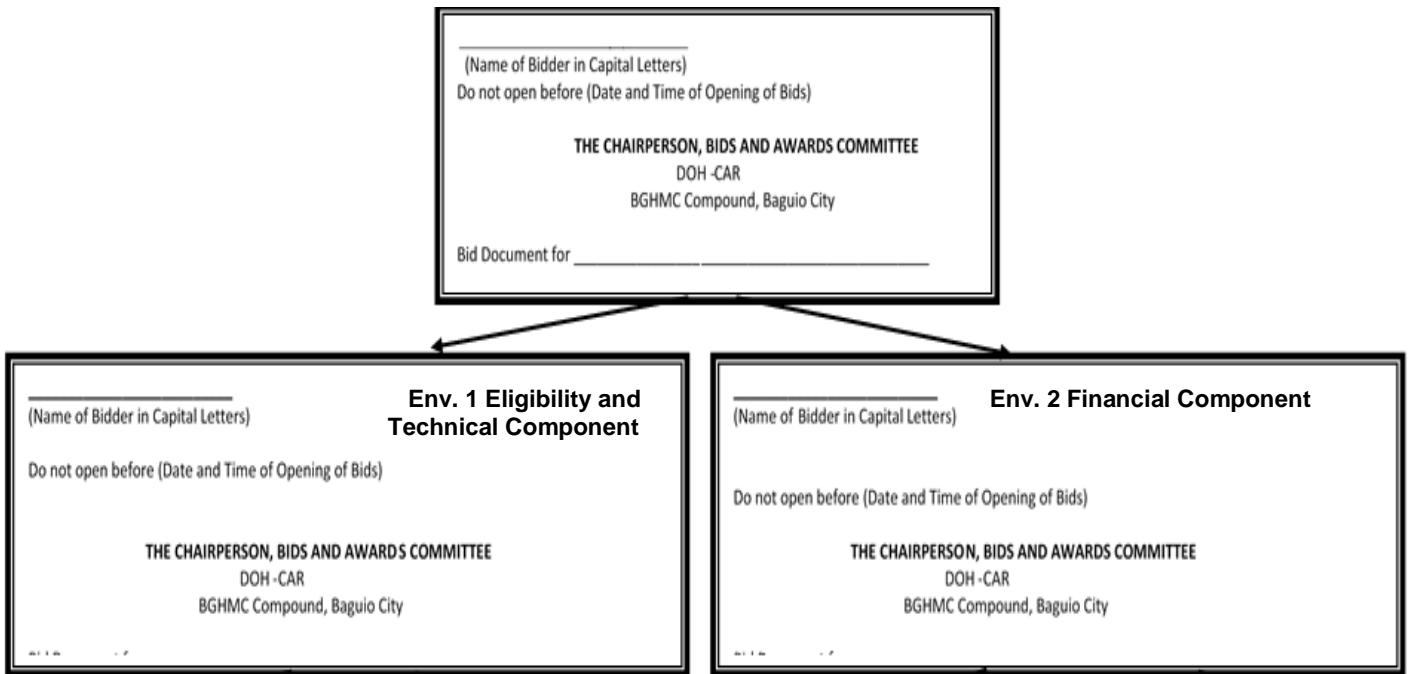 ____________________
(Name of Bidder in Capital Letters)
Do not open before (Date and Time of Opening of Bids)
THE CHAIRPERSON, BIDS AND AWARDS COMMITTEE
DOH -CAR
BGHMC Compound, Baguio City
Bid Document for ____________________
____________________
(Name of Bidder in Capital Letters)
Env. 1 Eligibility and
Technical Component
Do not open before (Date and Time of Opening of Bids)
THE CHAIRPERSON, BIDS AND AWARDS COMMITTEE
DOH -CAR
BGHMC Compound, Baguio City
____________________
(Name of Bidder in Capital Letters)
Env. 2 Financial Component
Do not open before (Date and Time of Opening of Bids)
THE CHAIRPERSON, BIDS AND AWARDS COMMITTEE
DOH -CAR
BGHMC Compound, Baguio City